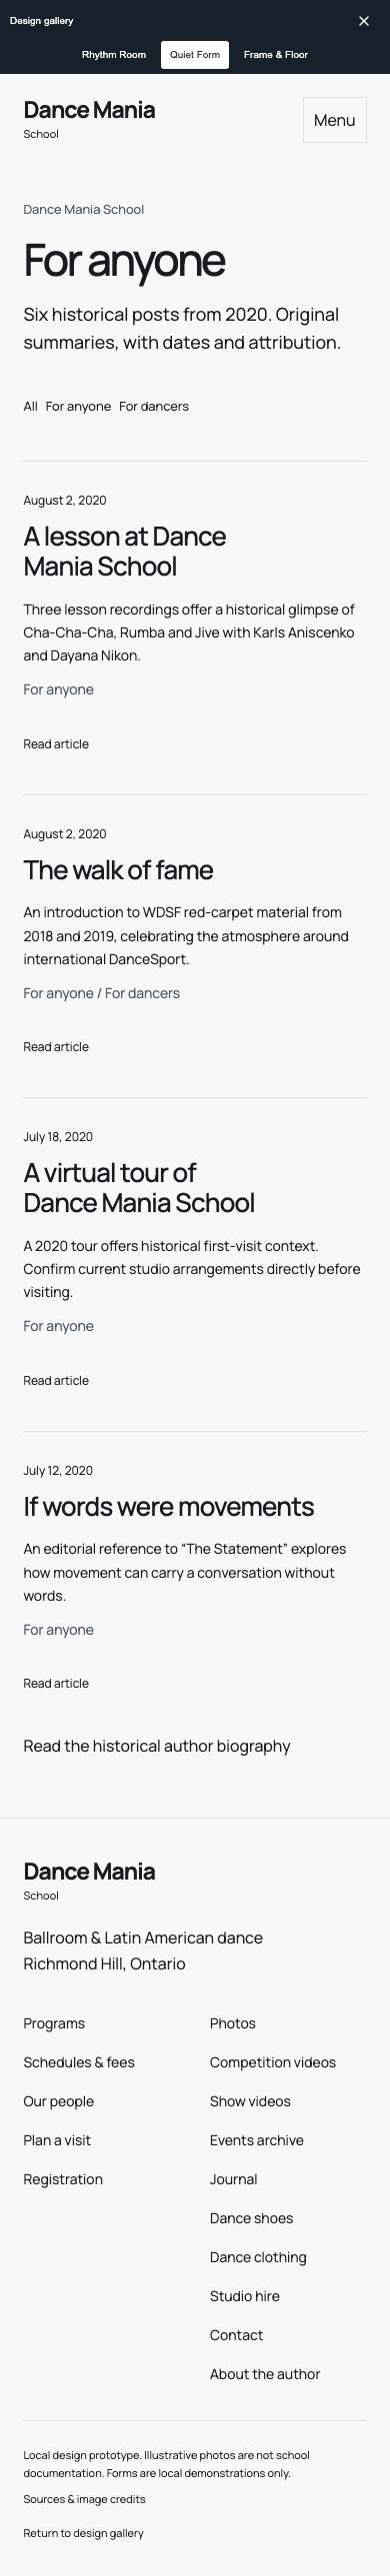 Design gallery
Rhythm Room Quiet Form Frame & Floor
Dance Mania
School
Menu
Dance Mania School
For anyone
Six historical posts from 2020. Original
summaries, with dates and attribution.
All For anyone For dancers
August 2, 2020
A lesson at Dance
Mania School
Three lesson recordings offer a historical glimpse of
Cha-Cha-Cha, Rumba and Jive with Karls Aniscenko
and Dayana Nikon.
For anyone
Read article
August 2, 2020
The walk of fame
An introduction to WDSF red-carpet material from
2018 and 2019, celebrating the atmosphere around
international DanceSport.
For anyone / For dancers
Read article
July 18, 2020
A virtual tour of
Dance Mania School
A 2020 tour offers historical first-visit context.
Confirm current studio arrangements directly before
visiting.
For anyone
Read article
July 12, 2020
If words were movements
An editorial reference to “The Statement” explores
how movement can carry a conversation without
words.
For anyone
Read article
Read the historical author biography
Dance Mania
School
Ballroom & Latin American dance
Richmond Hill, Ontario
Programs
Schedules & fees
Our people
Plan a visit
Registration
Photos
Competition videos
Show videos
Events archive
Journal
Dance shoes
Dance clothing
Studio hire
Contact
About the author
Local design prototype. Illustrative photos are not school
documentation. Forms are local demonstrations only.
Sources & image credits
Return to design gallery